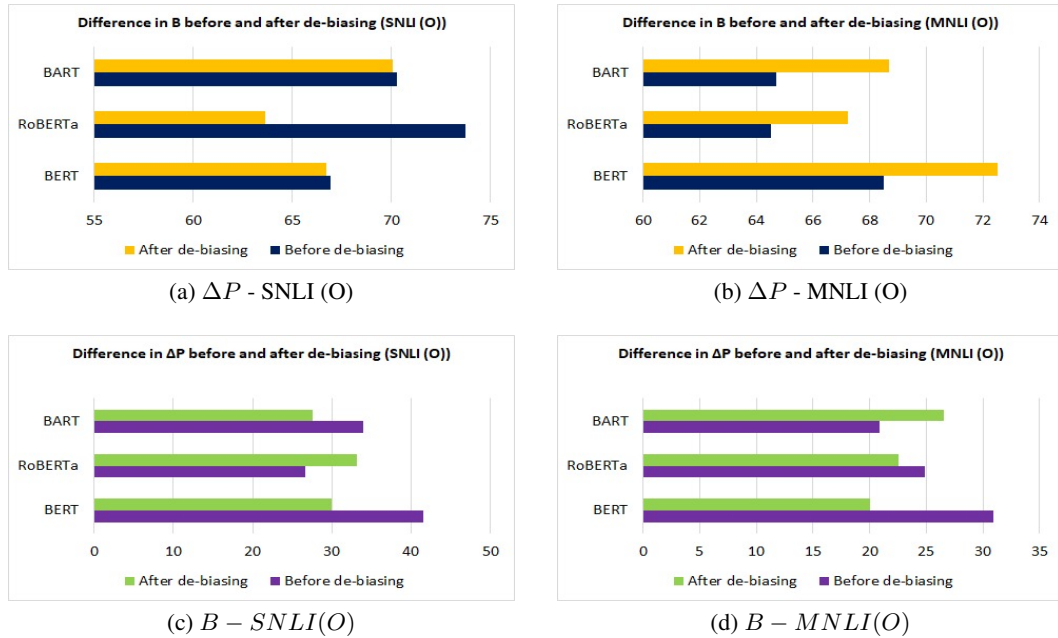 Difference in B before and after de-biasing (SNLI (O))
BART
RoBERTa
BERT
55 60 65 70 75
After de-biasing Before de-biasing
(a) ΔP - SNLI (O)
Difference in B before and after de-biasing (MNLI (O))
BART
RoBERTa
BERT
60 62 64 66 68 70 72 74
After de-biasing Before de-biasing
(b) ΔP - MNLI (O)
Difference in ΔP before and after de-biasing (SNLI (O))
BART
RoBERTa
BERT
0 10 20 30 40 50
After de-biasing Before de-biasing
(c) B − SNLI(O)
Difference in ΔP before and after de-biasing (MNLI (O))
BART
RoBERTa
BERT
0 5 10 15 20 25 30 35
After de-biasing Before de-biasing
(d) B − MNLI(O)